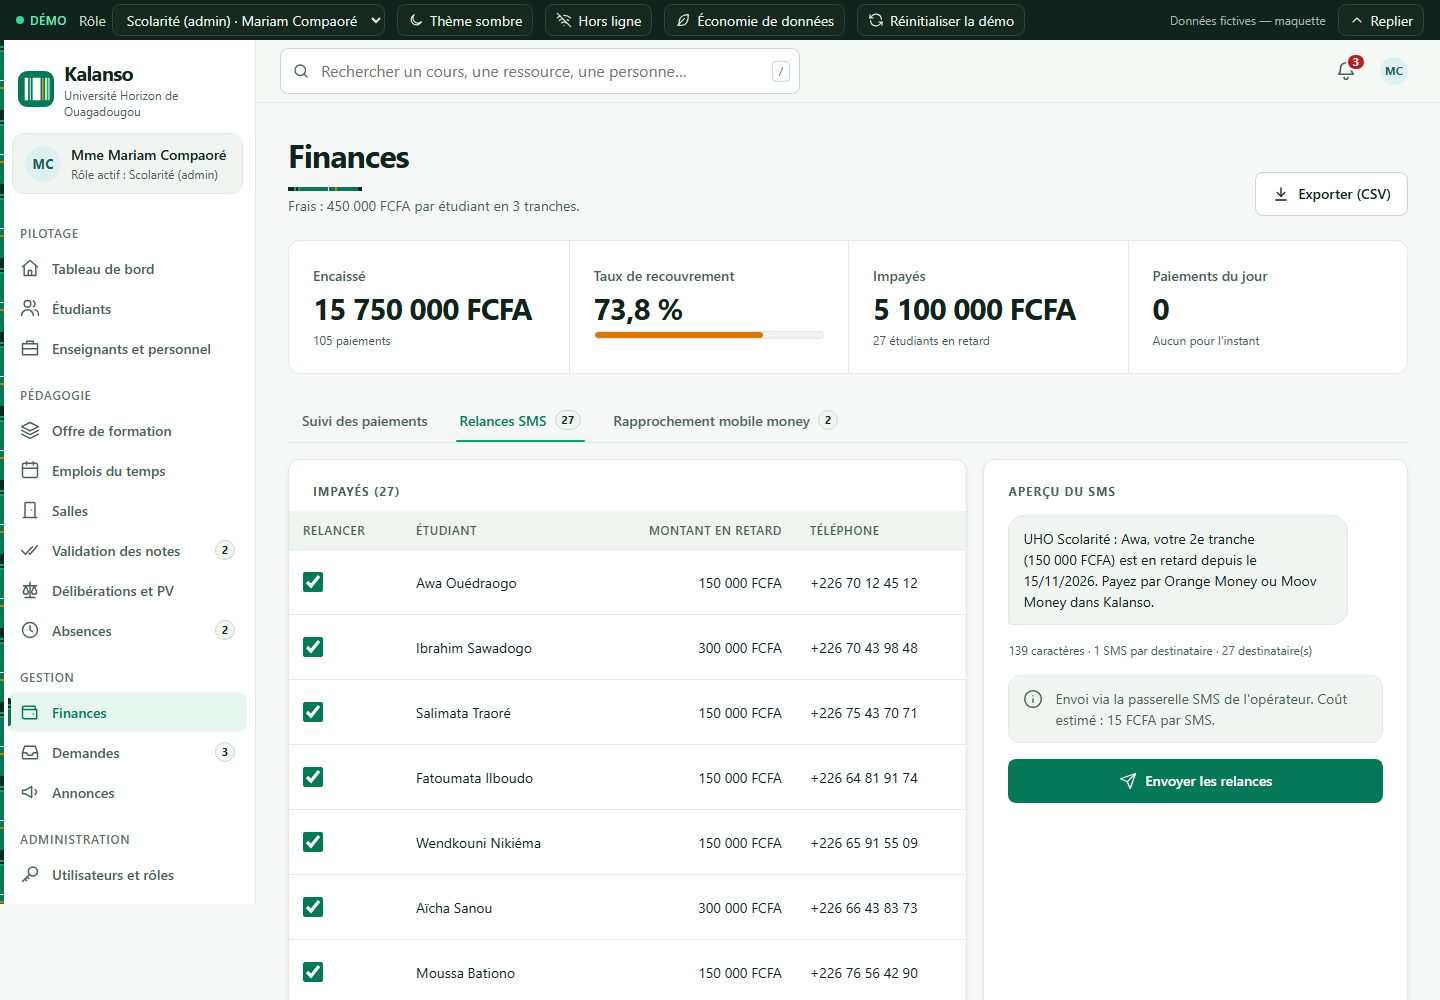 DÉMO Rôle Scolarité (admin) · Mariam Compaoré Thème sombre Hors ligne Économie de données Réinitialiser la démo Données fictives — maquette Replier
Kalanso
Université Horizon de
Ouagadougou
Rechercher un cours, une ressource, une personne... /
3
MC
MC
Mme Mariam Compaoré
Rôle actif : Scolarité (admin)
PILOTAGE
Tableau de bord
Étudiants
Enseignants et personnel
PÉDAGOGIE
Offre de formation
Emplois du temps
Salles
Validation des notes 2
Délibérations et PV
Absences 2
GESTION
Finances
Demandes 3
Annonces
ADMINISTRATION
Utilisateurs et rôles
Finances
Frais : 450 000 FCFA par étudiant en 3 tranches.
Exporter (CSV)
Encaissé
15 750 000 FCFA
105 paiements
Taux de recouvrement
73,8 %
Impayés
5 100 000 FCFA
27 étudiants en retard
Paiements du jour
0
Aucun pour l'instant
Suivi des paiements Relances SMS 27 Rapprochement mobile money 2
IMPAYÉS (27)
RELANCER ÉTUDIANT MONTANT EN RETARD TÉLÉPHONE
Awa Ouédraogo 150 000 FCFA +226 70 12 45 12
Ibrahim Sawadogo 300 000 FCFA +226 70 43 98 48
Salimata Traoré 150 000 FCFA +226 75 43 70 71
Fatoumata Ilboudo 150 000 FCFA +226 64 81 91 74
Wendkouni Nikiéma 150 000 FCFA +226 65 91 55 09
Aïcha Sanou 300 000 FCFA +226 66 43 83 73
Moussa Bationo 150 000 FCFA +226 76 56 42 90
APERÇU DU SMS
UHO Scolarité : Awa, votre 2e tranche
(150 000 FCFA) est en retard depuis le
15/11/2026. Payez par Orange Money ou Moov
Money dans Kalanso.
139 caractères · 1 SMS par destinataire · 27 destinataire(s)
Envoi via la passerelle SMS de l'opérateur. Coût
estimé : 15 FCFA par SMS.
Envoyer les relances